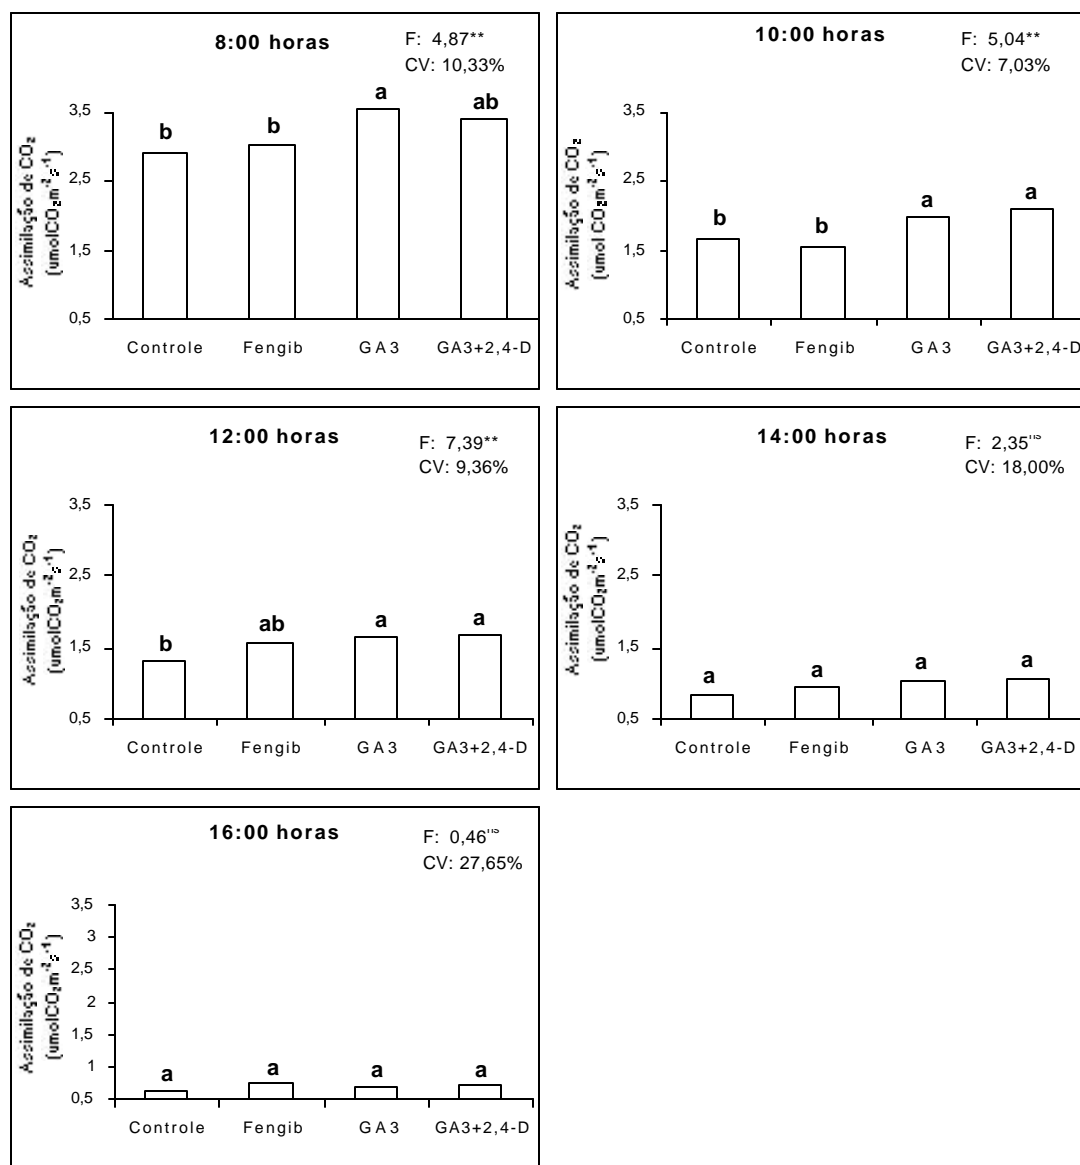 8:00 horas
F: 4,87**
CV: 10,33%
Assimilação de CO₂
(umolCO₂m⁻²s⁻¹)
3,5
2,5
1,5
0,5
b
b
a
ab
Controle Fengib GA3 GA3+2,4-D
10:00 horas
F: 5,04**
CV: 7,03%
Assimilação de CO₂
(umol CO₂m⁻²s⁻¹)
3,5
2,5
1,5
0,5
b
b
a
a
Controle Fengib GA3 GA3+2,4-D
12:00 horas
F: 7,39**
CV: 9,36%
Assimilação de CO₂
(umolCO₂m⁻²s⁻¹)
3,5
2,5
1,5
0,5
b
ab
a
a
Controle Fengib GA3 GA3+2,4-D
14:00 horas
F: 2,35ⁿˢ
CV: 18,00%
Assimilação de CO₂
(umolCO₂m⁻²s⁻¹)
3,5
2,5
1,5
0,5
a
a
a
a
Controle Fengib GA3 GA3+2,4-D
16:00 horas
F: 0,46ⁿˢ
CV: 27,65%
Assimilação de CO₂
(umolCO₂m⁻²s⁻¹)
3,5
3
2,5
2
1,5
1
0,5
a
a
a
a
Controle Fengib GA3 GA3+2,4-D